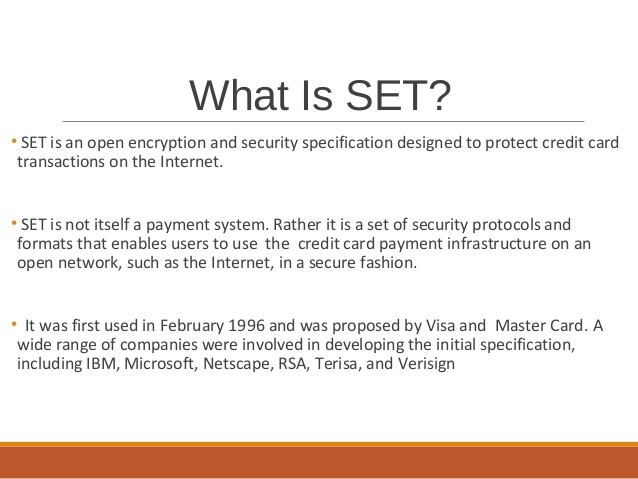 What Is SET?
• SET is an open encryption and security specification designed to protect credit card
transactions on the Internet.
• SET is not itself a payment system. Rather it is a set of security protocols and
formats that enables users to use  the  credit card payment infrastructure on an
open network, such as the Internet, in a secure fashion.
•  It was first used in February 1996 and was proposed by Visa and  Master Card. A
wide range of companies were involved in developing the initial specification,
including IBM, Microsoft, Netscape, RSA, Terisa, and Verisign